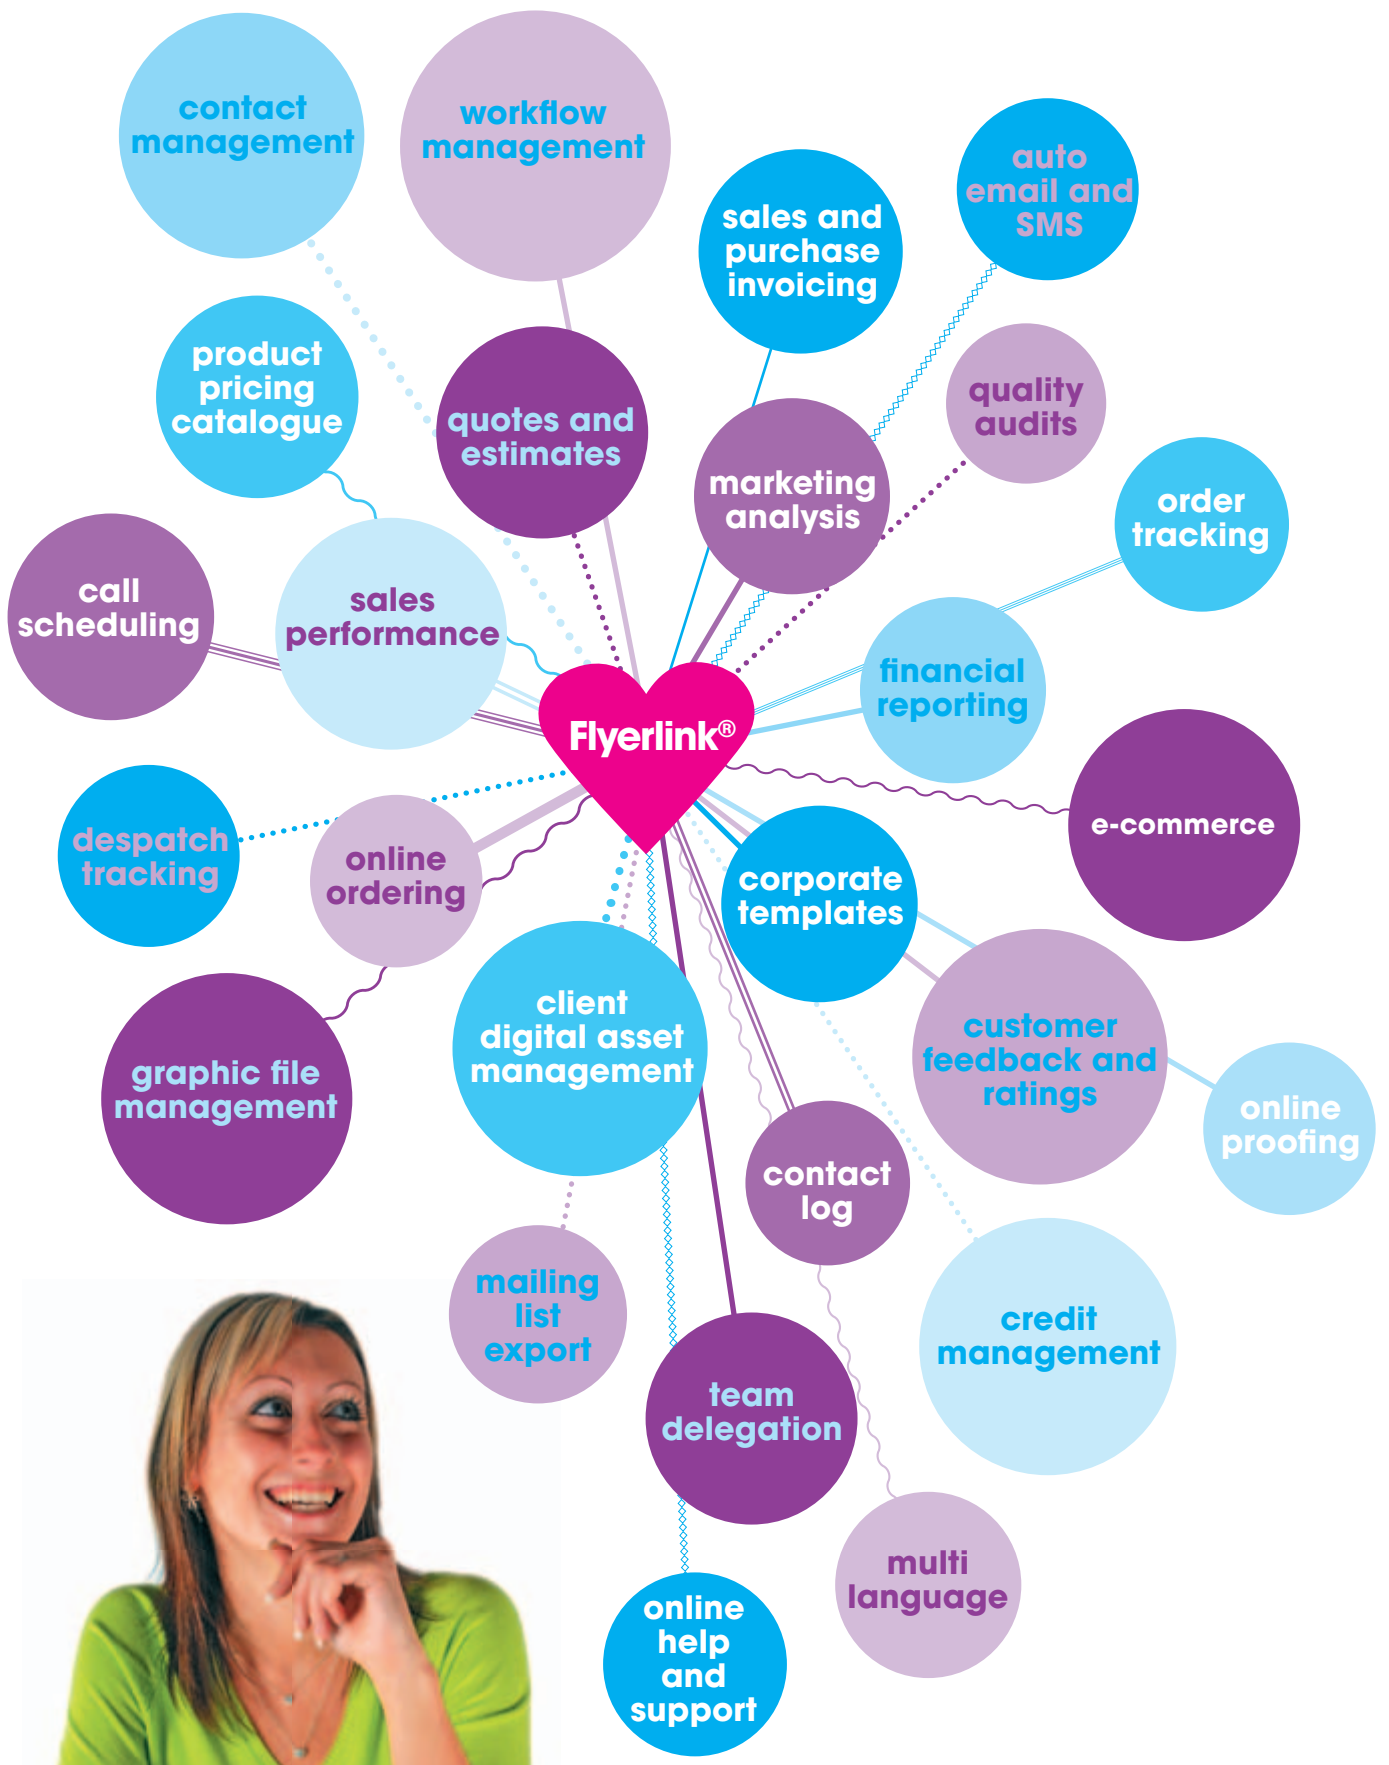 contact
management
workflow
management
auto
email and
SMS
sales and
purchase
invoicing
product
pricing
catalogue
quotes and
estimates
quality
audits
marketing
analysis
order
tracking
call
scheduling
sales
performance
financial
reporting
Flyerlink®
e-commerce
despatch
tracking
online
ordering
corporate
templates
client
digital asset
management
customer
feedback and
ratings
graphic file
management
online
proofing
contact
log
mailing
list
export
credit
management
team
delegation
multi
language
online
help
and
support